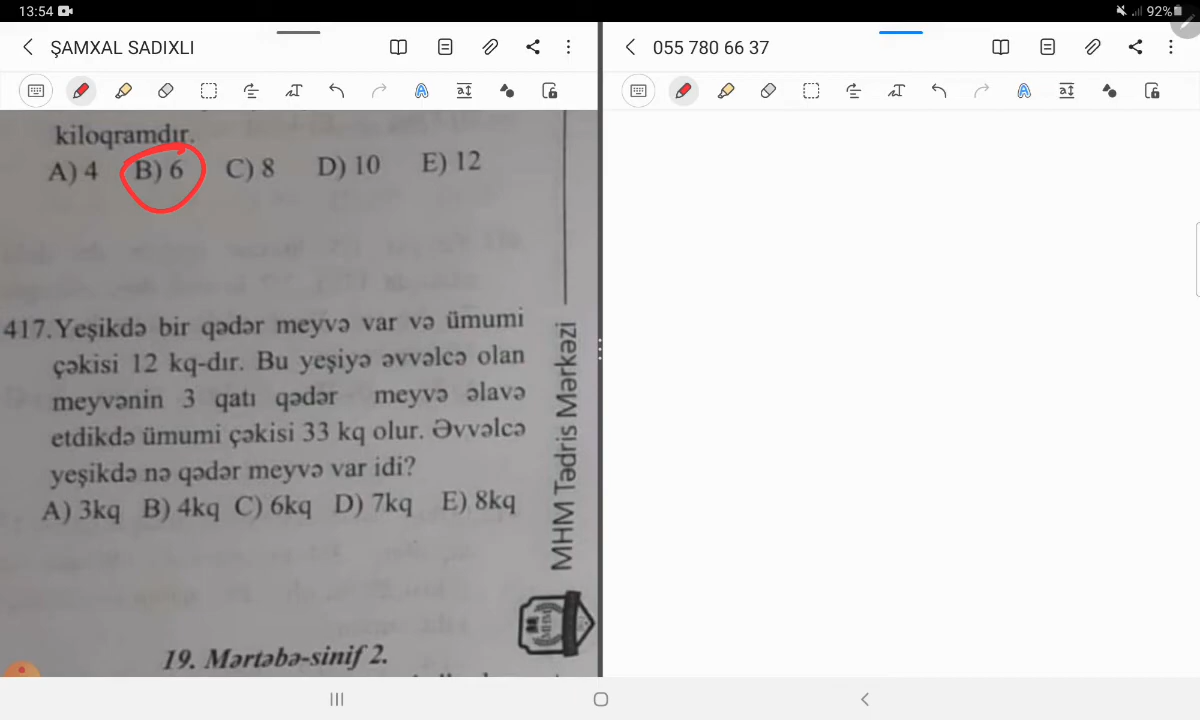 13:54
92%
ŞAMXAL SADIXLI
055 780 66 37
kiloqramdır.
A) 4 B) 6 C) 8 D) 10 E) 12
417.Yeşikdə bir qədər meyvə var və ümumi
çəkisi 12 kq-dır. Bu yeşiyə əvvəlcə olan
meyvənin 3 qatı qədər meyvə əlavə
etdikdə ümumi çəkisi 33 kq olur. Əvvəlcə
yeşikdə nə qədər meyvə var idi?
A) 3kq B) 4kq C) 6kq D) 7kq E) 8kq
MHM Tədris Mərkəzi
MHM
19. Mərtəbə-sinif 2.